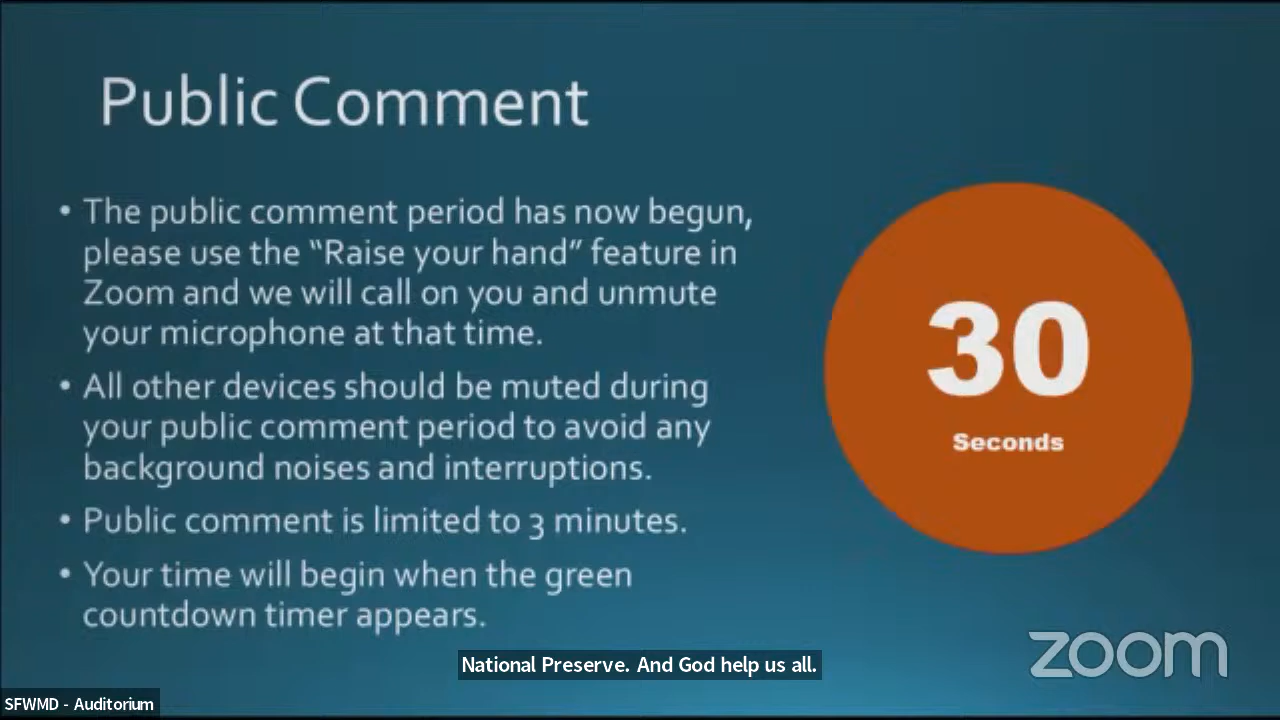 Public Comment
• The public comment period has now begun,
please use the “Raise your hand” feature in
Zoom and we will call on you and unmute
your microphone at that time.
• All other devices should be muted during
your public comment period to avoid any
background noises and interruptions.
• Public comment is limited to 3 minutes.
• Your time will begin when the green
countdown timer appears.
30
Seconds
National Preserve. And God help us all.
zoom
SFWMD - Auditorium